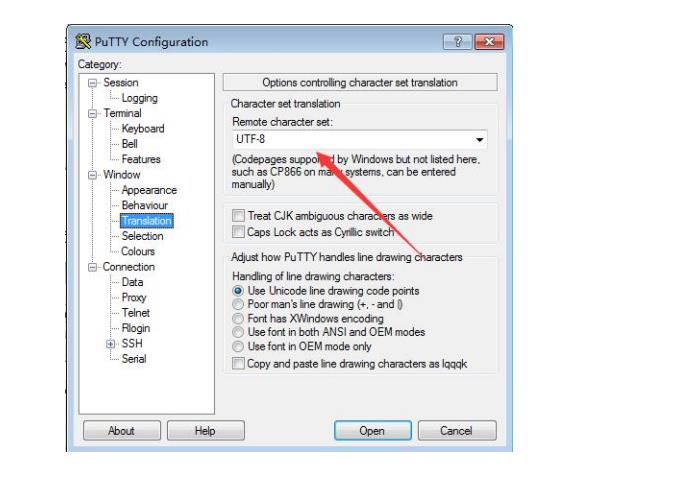 PuTTY Configuration
Category:
Session
Logging
Terminal
Keyboard
Bell
Features
Window
Appearance
Behaviour
Translation
Selection
Colours
Connection
Data
Proxy
Telnet
Rlogin
SSH
Serial
Options controlling character set translation
Character set translation
Remote character set:
UTF-8
(Codepages supported by Windows but not listed here,
such as CP866 on many systems, can be entered
manually)
Treat CJK ambiguous characters as wide
Caps Lock acts as Cyrillic switch
Adjust how PuTTY handles line drawing characters
Handling of line drawing characters:
Use Unicode line drawing code points
Poor man's line drawing (+, - and |)
Font has XWindows encoding
Use font in both ANSI and OEM modes
Use font in OEM mode only
Copy and paste line drawing characters as lqqqk
About
Help
Open
Cancel